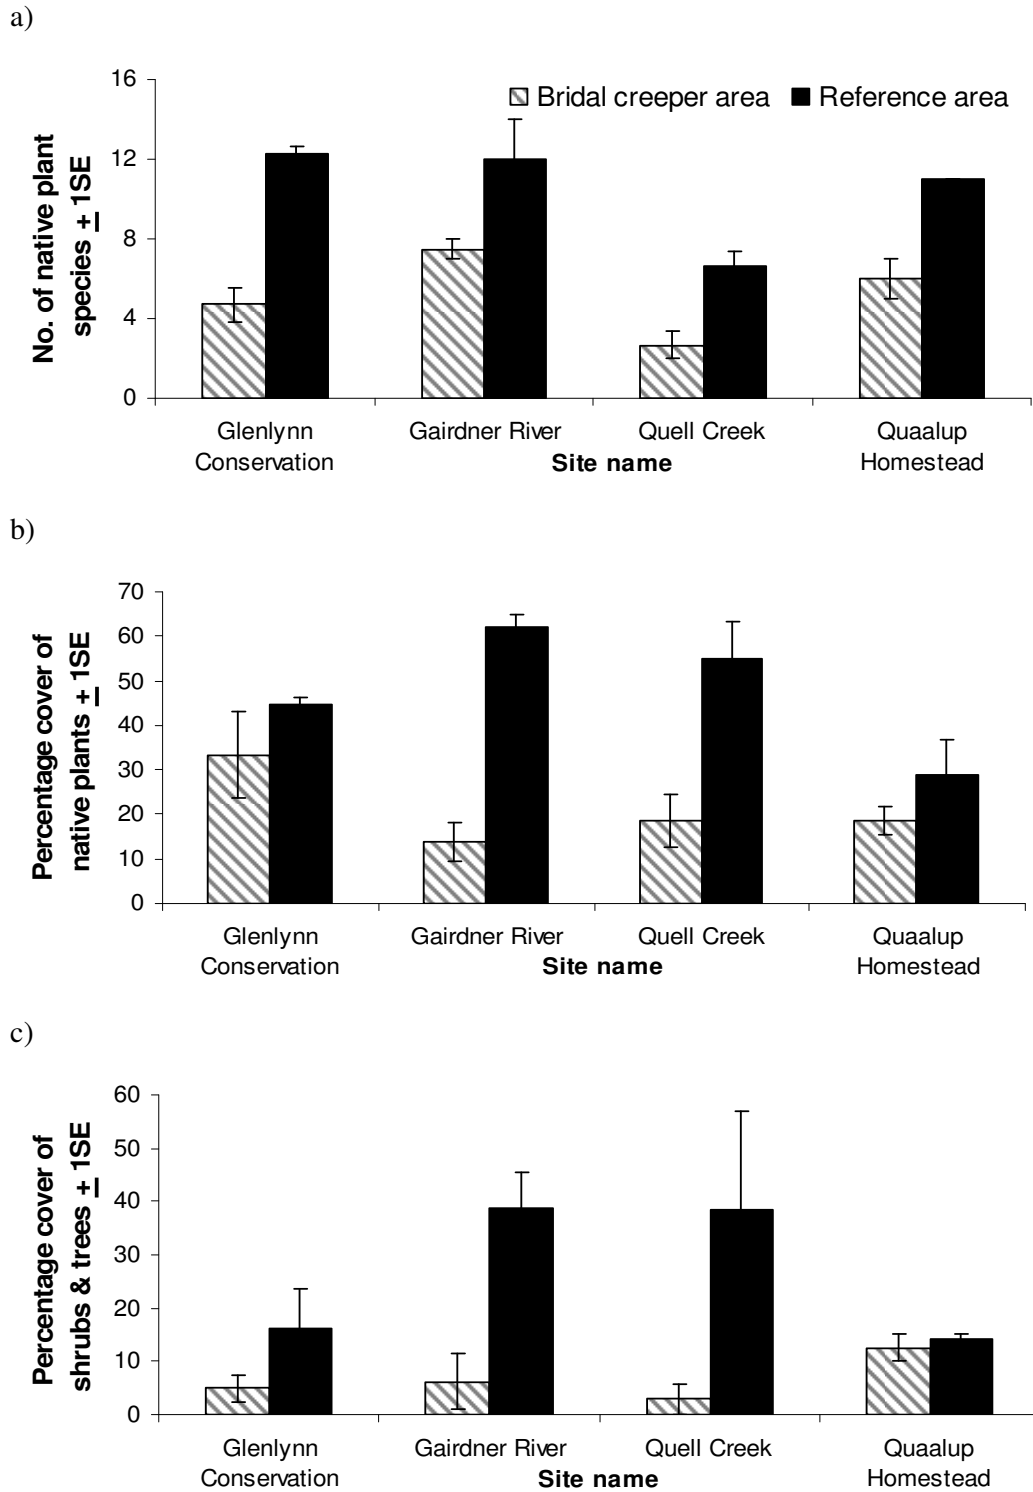 a)
No. of native plant
species + 1SE
16
12
8
4
0
Bridal creeper area
Reference area
Glenlynn
Conservation
Gairdner River
Quell Creek
Quaalup
Homestead
Site name
b)
Percentage cover of
native plants + 1SE
70
60
50
40
30
20
10
0
Glenlynn
Conservation
Gairdner River
Quell Creek
Quaalup
Homestead
Site name
c)
Percentage cover of
shrubs & trees + 1SE
60
50
40
30
20
10
0
Glenlynn
Conservation
Gairdner River
Quell Creek
Quaalup
Homestead
Site name